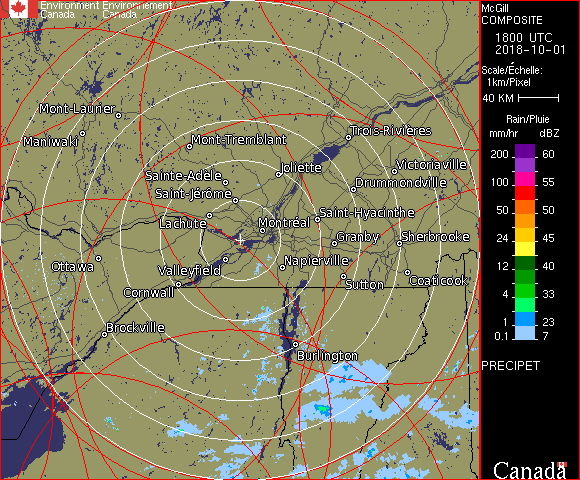 Environment Environnement
Canada Canada
McGill
COMPOSITE
1800 UTC
2018-10-01
Scale/Échelle:
1km/Pixel
40 KM
Rain/Pluie
mm/hr dBZ
200 60
100 55
50 50
24 45
12 40
4 33
1 23
0.1 7
PRECIPET
Canada
Mont-Laurier
Maniwaki
Mont-Tremblant
Trois-Rivières
Joliette
Victoriaville
Sainte-Adèle
Drummondville
Saint-Jérôme
Saint-Hyacinthe
Lachute
Montréal
Granby
Sherbrooke
Ottawa
Valleyfield
Napierville
Sutton
Coaticook
Cornwall
Brockville
Burlington